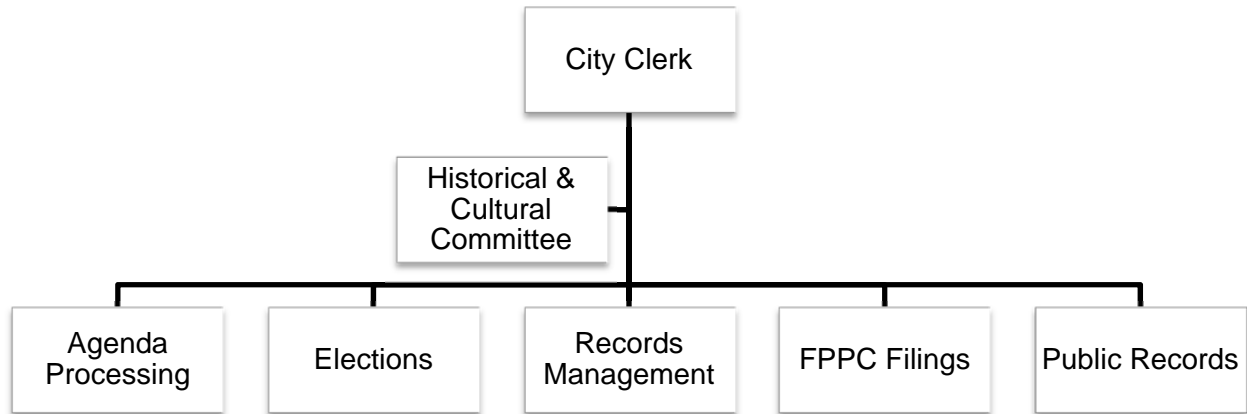 City Clerk
Historical &
Cultural
Committee
Agenda
Processing
Elections
Records
Management
FPPC Filings
Public Records